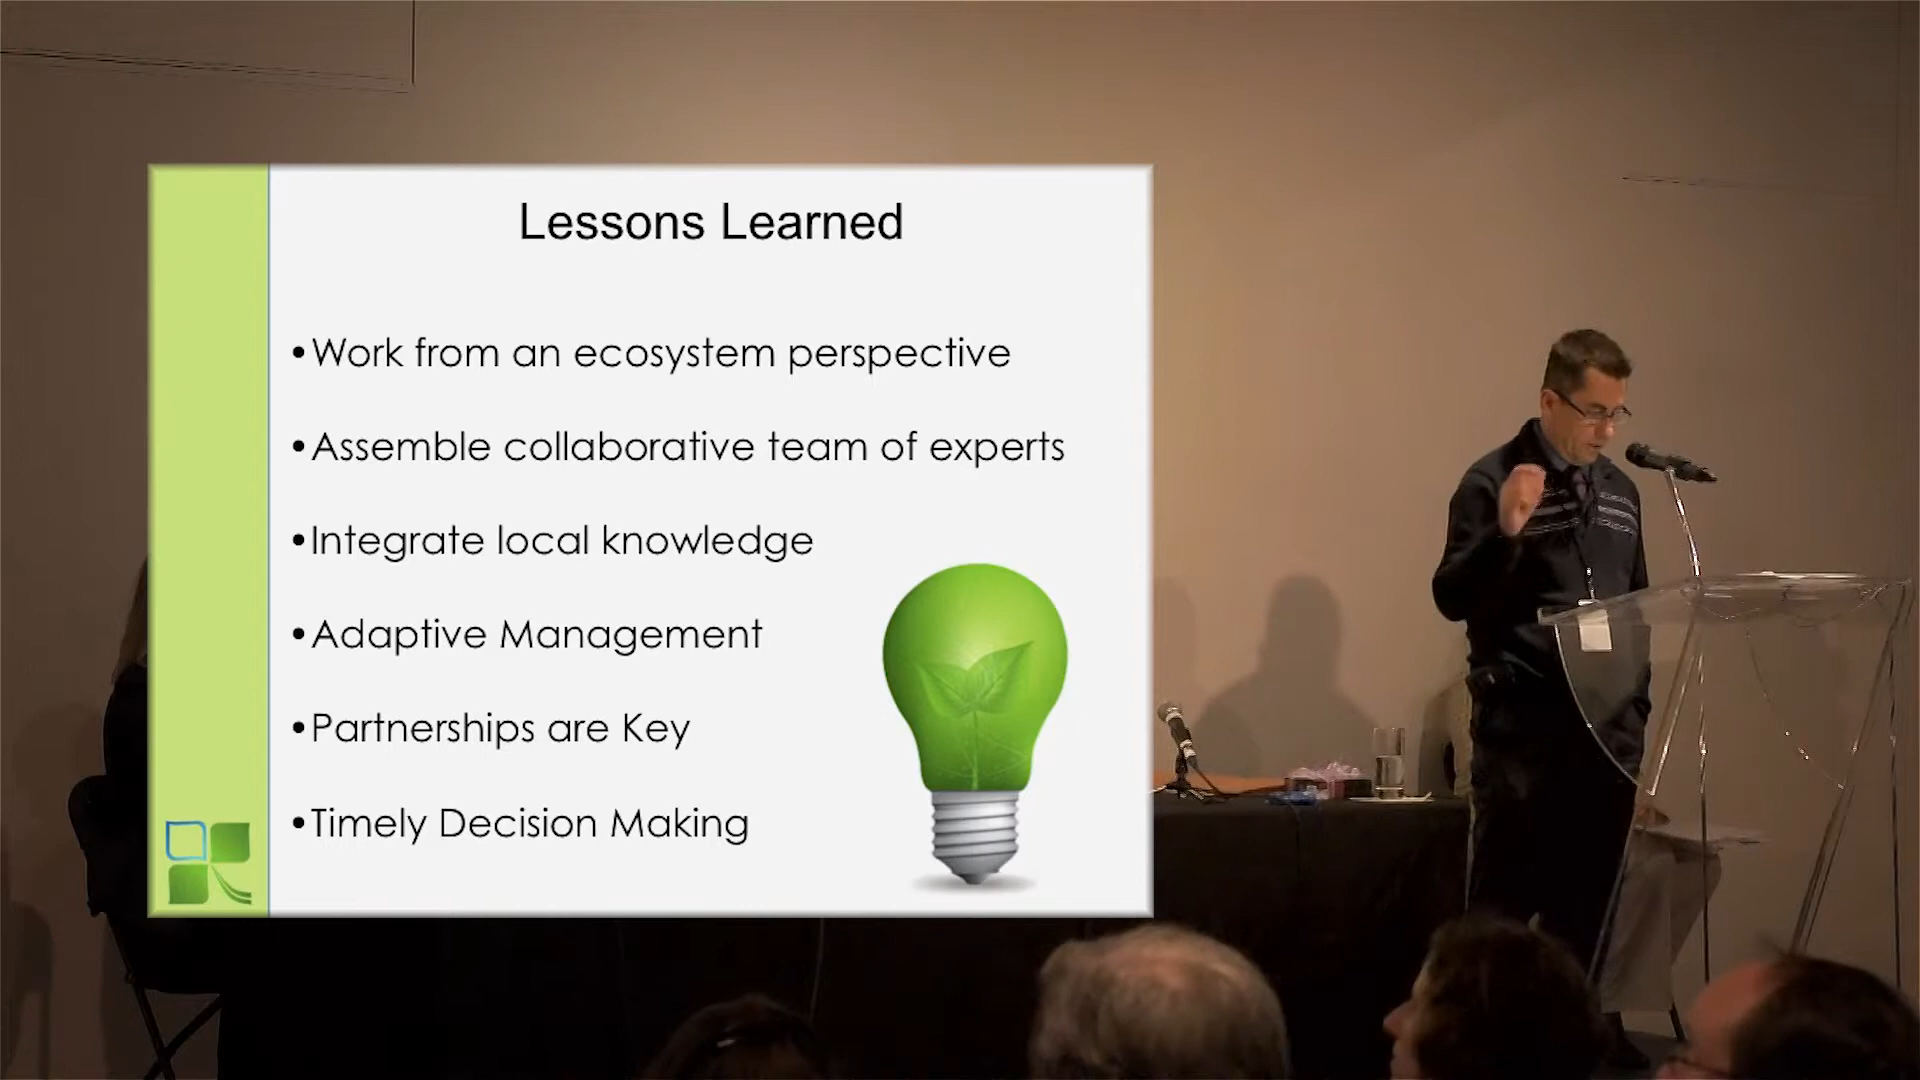 Lessons Learned
•Work from an ecosystem perspective
•Assemble collaborative team of experts
•Integrate local knowledge
•Adaptive Management
•Partnerships are Key
•Timely Decision Making